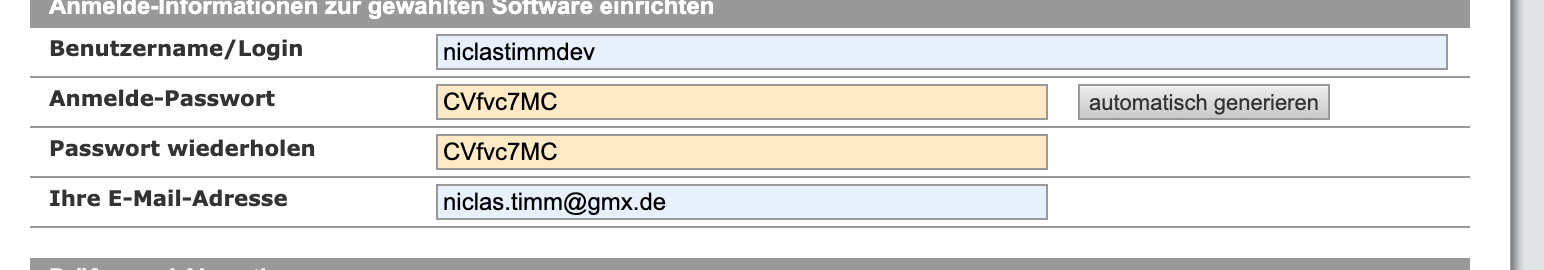 Anmelde-Informationen zur gewählten Software einrichten
Benutzername/Login
niclastimmdev
Anmelde-Passwort
CVfvc7MC
automatisch generieren
Passwort wiederholen
CVfvc7MC
Ihre E-Mail-Adresse
niclas.timm@gmx.de